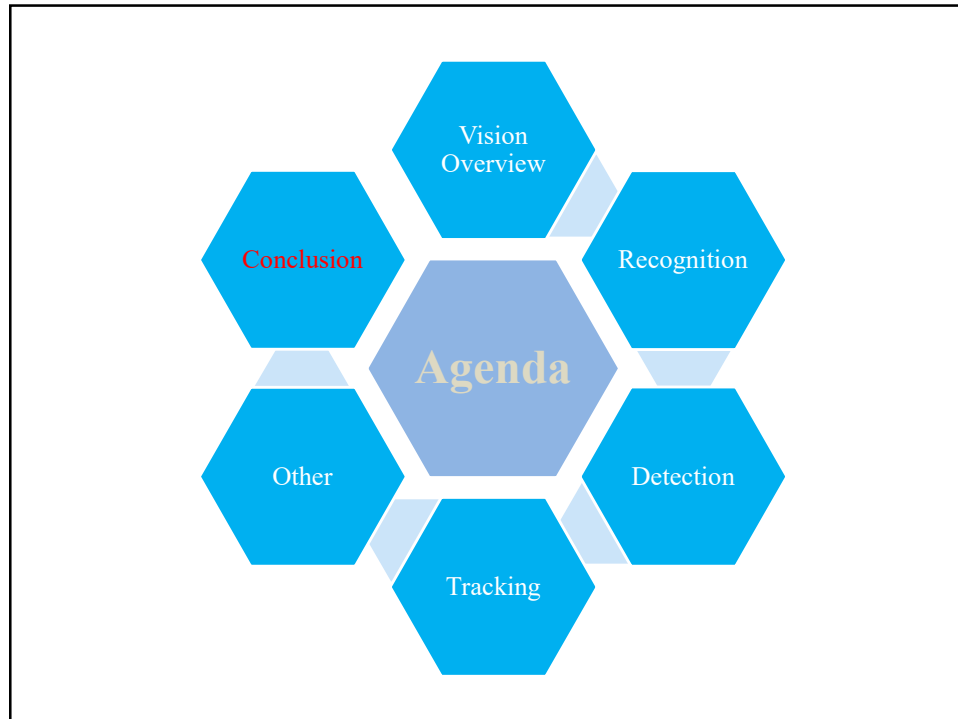 Vision
Overview
Recognition
Detection
Tracking
Other
Conclusion
Agenda